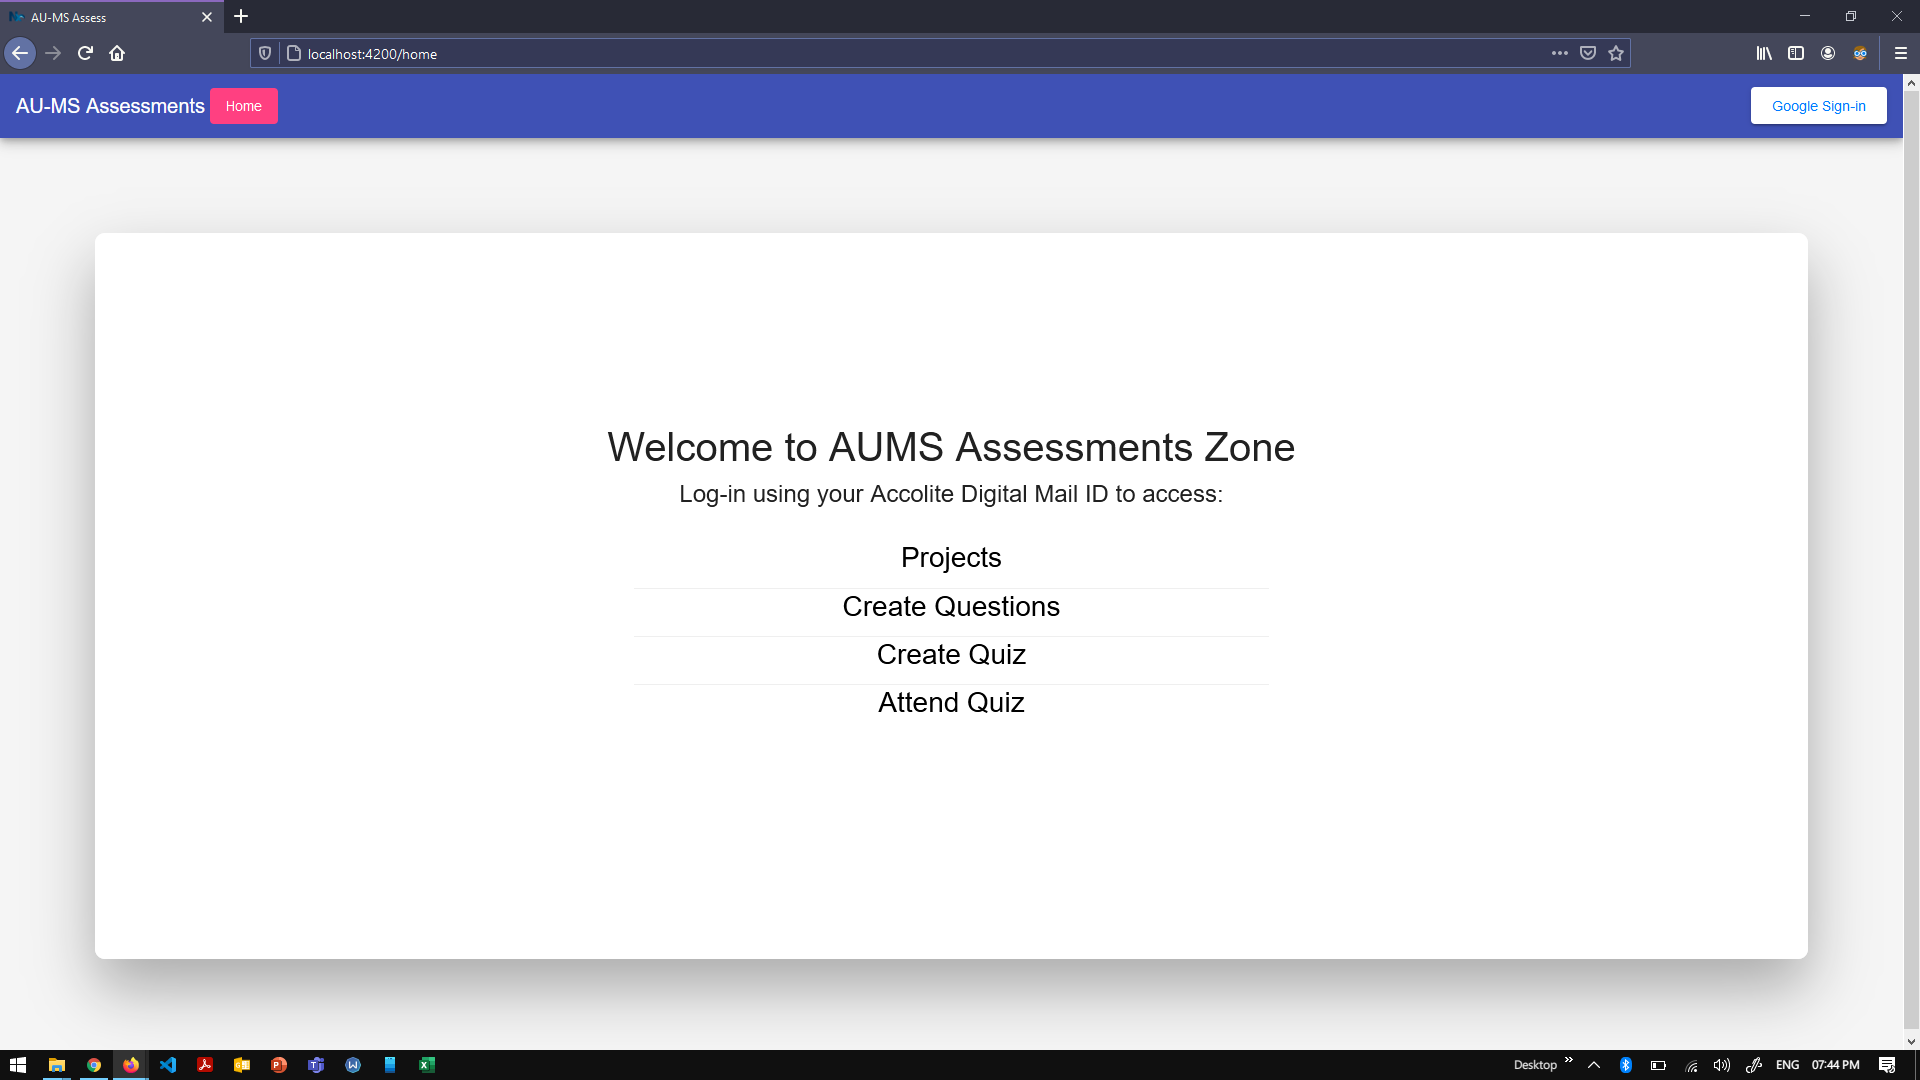 AU-MS Assess
localhost:4200/home
AU-MS Assessments
Home
Google Sign-in
Welcome to AUMS Assessments Zone
Log-in using your Accolite Digital Mail ID to access:
Projects
Create Questions
Create Quiz
Attend Quiz
Desktop
ENG
07:44 PM